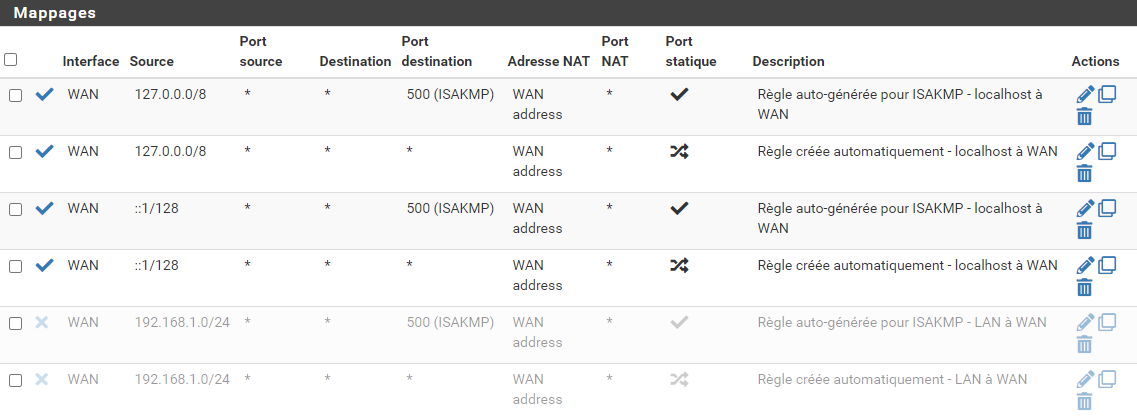 Mappages
Interface Source Port source Destination Port destination Adresse NAT Port NAT Port statique Description Actions
WAN 127.0.0.0/8 * * 500 (ISAKMP) WAN address * Règle auto-générée pour ISAKMP - localhost à WAN
WAN 127.0.0.0/8 * * * WAN address * Règle créée automatiquement - localhost à WAN
WAN ::1/128 * * 500 (ISAKMP) WAN address * Règle auto-générée pour ISAKMP - localhost à WAN
WAN ::1/128 * * * WAN address * Règle créée automatiquement - localhost à WAN
WAN 192.168.1.0/24 * * 500 (ISAKMP) WAN address * Règle auto-générée pour ISAKMP - LAN à WAN
WAN 192.168.1.0/24 * * * WAN address * Règle créée automatiquement - LAN à WAN